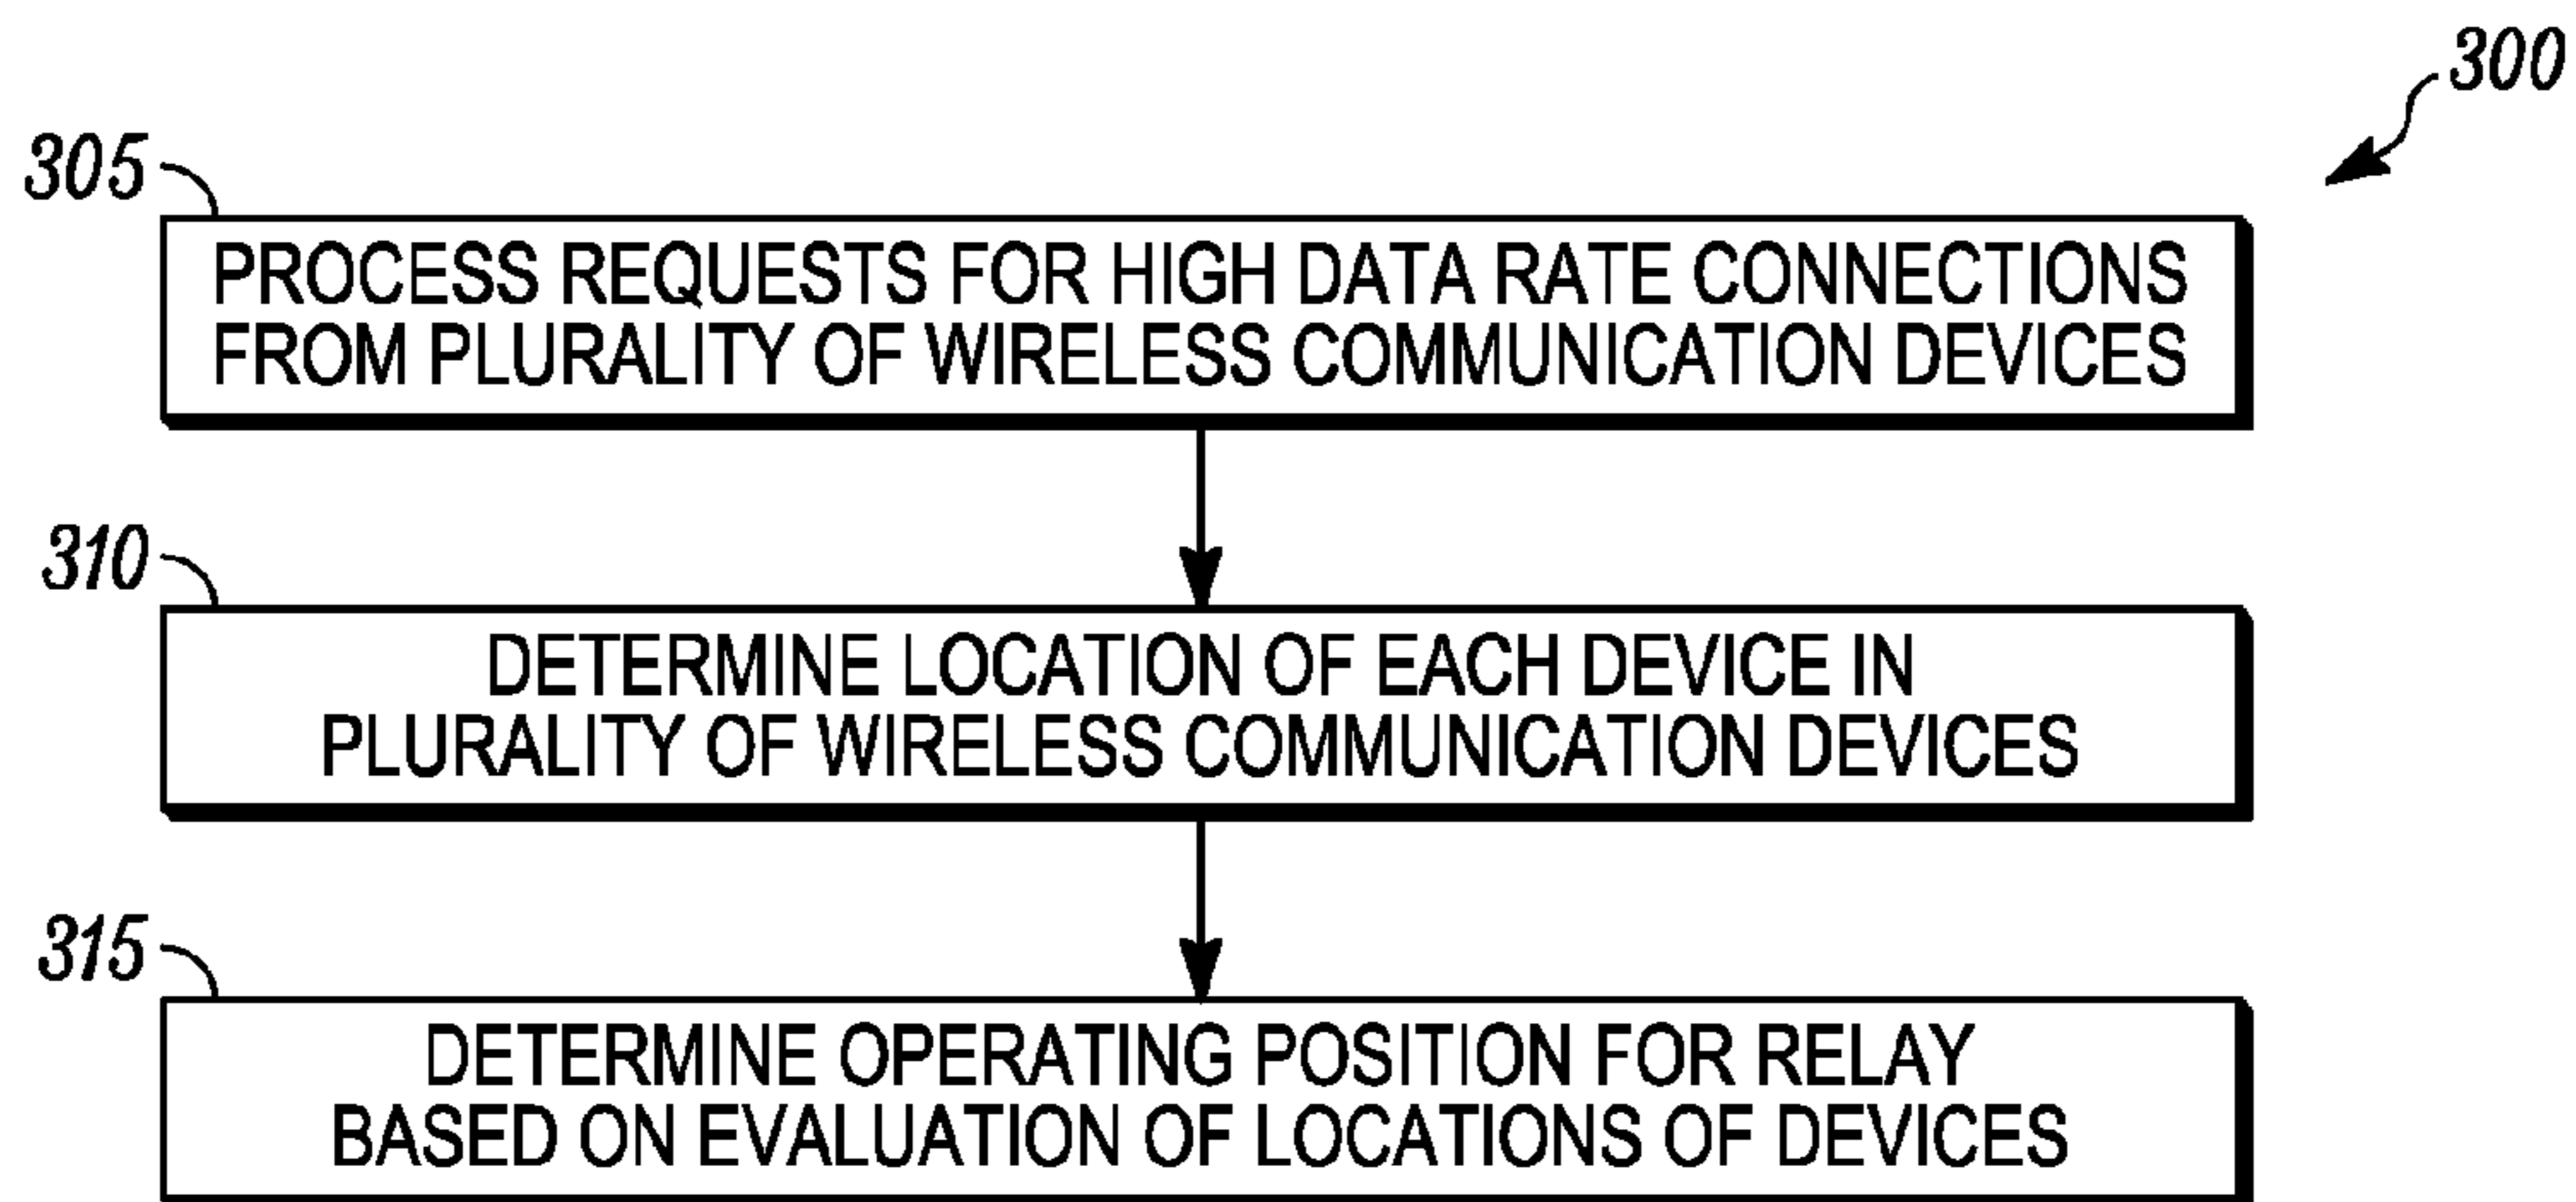 300
305
PROCESS REQUESTS FOR HIGH DATA RATE CONNECTIONS
FROM PLURALITY OF WIRELESS COMMUNICATION DEVICES
310
DETERMINE LOCATION OF EACH DEVICE IN
PLURALITY OF WIRELESS COMMUNICATION DEVICES
315
DETERMINE OPERATING POSITION FOR RELAY
BASED ON EVALUATION OF LOCATIONS OF DEVICES